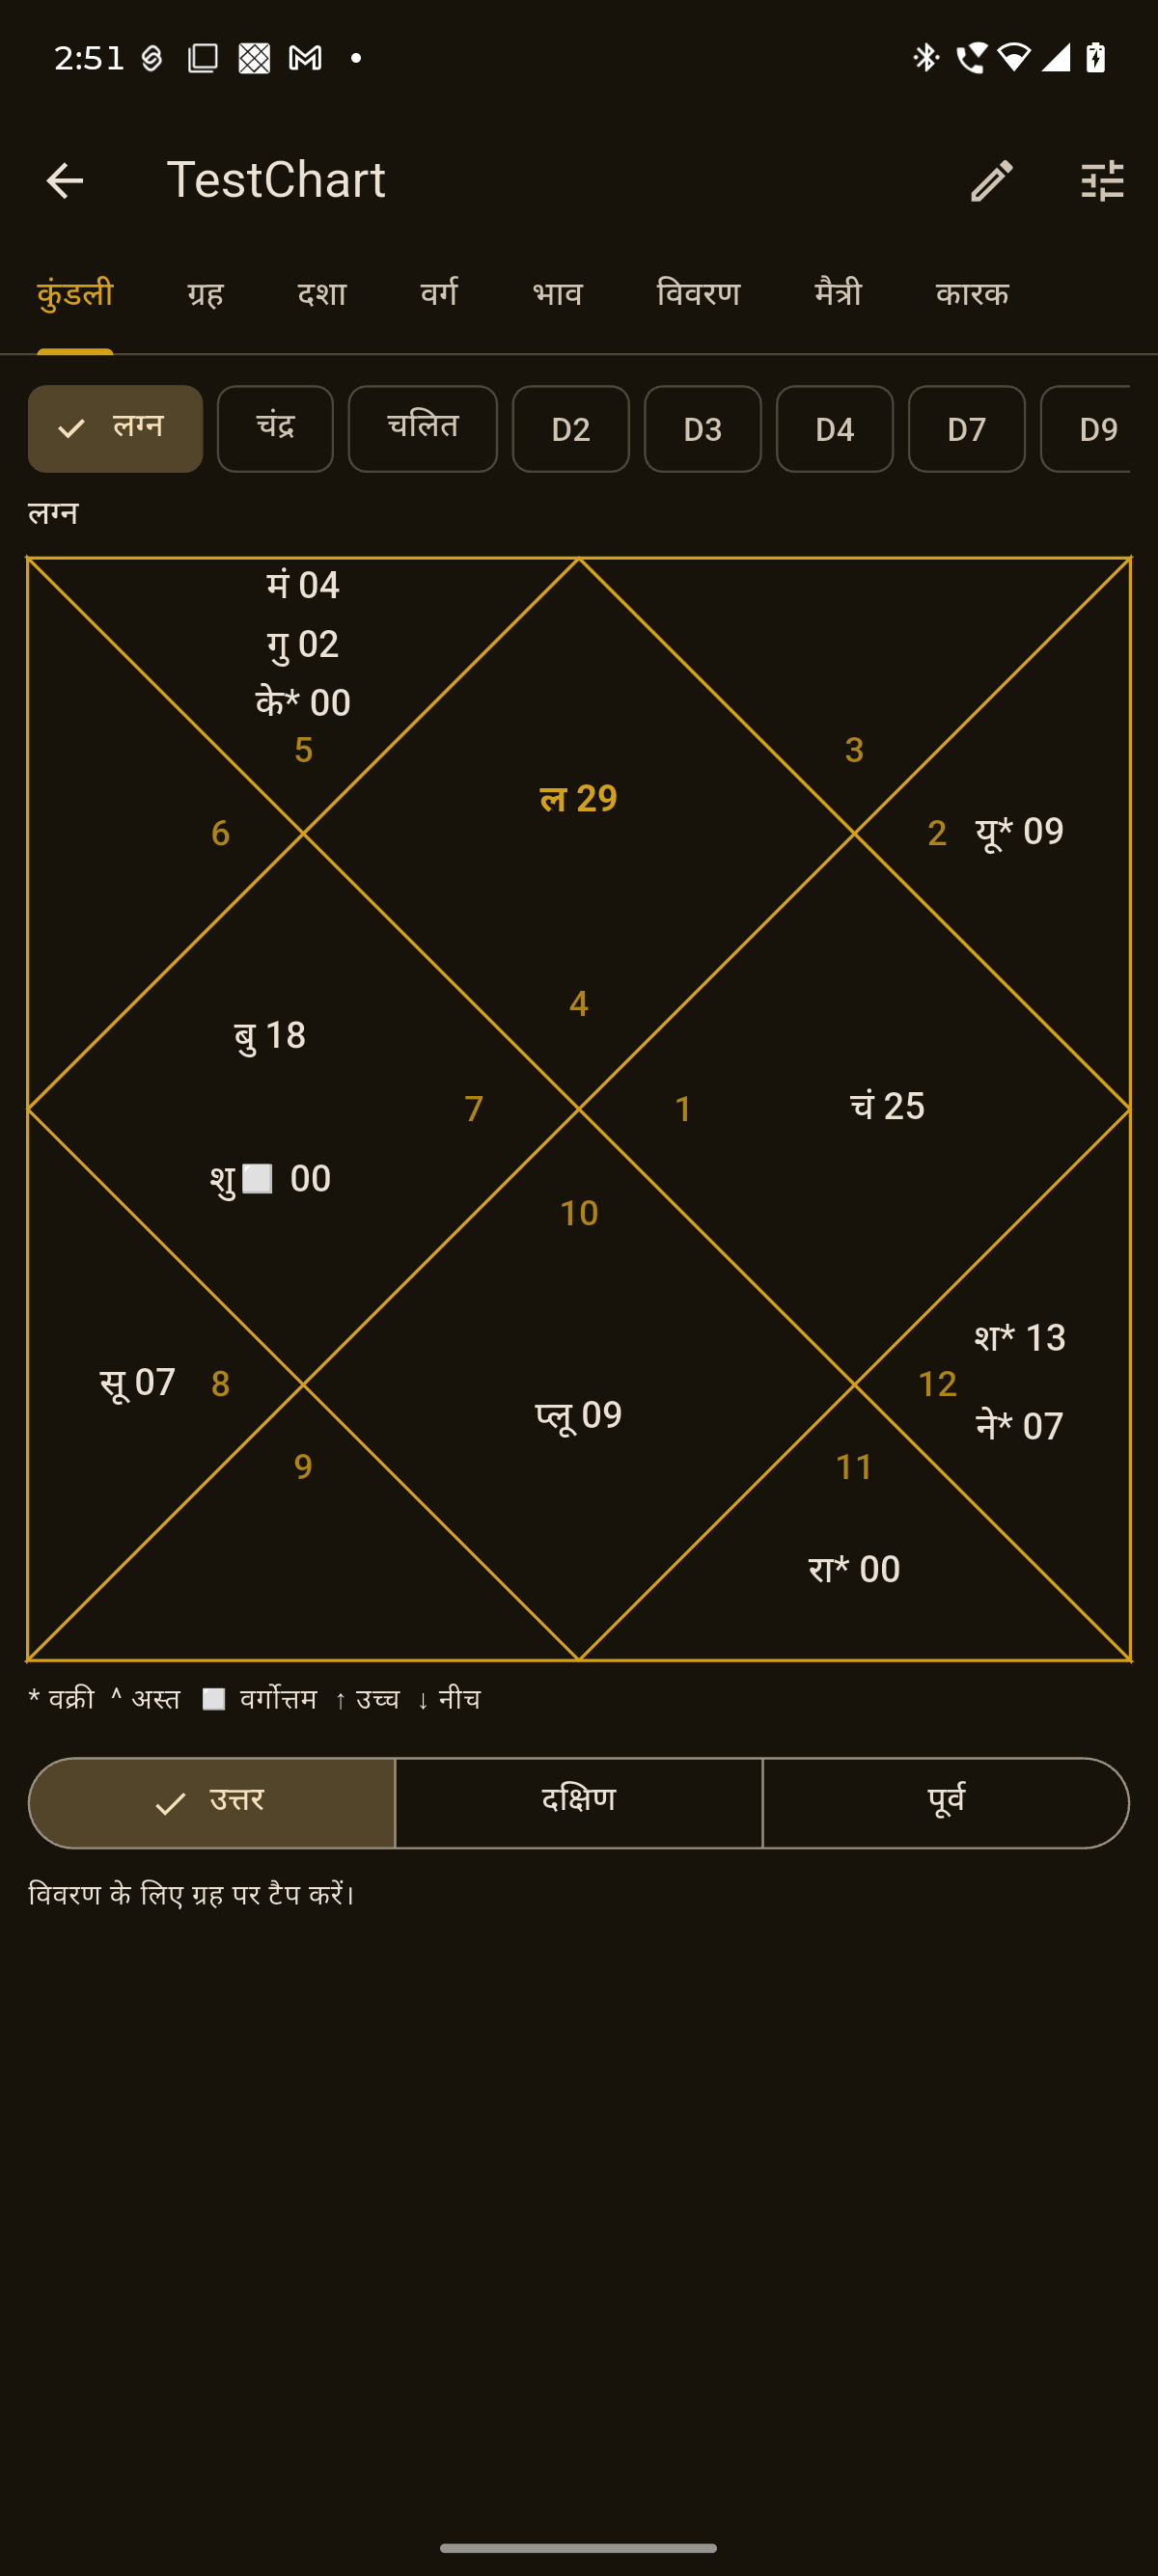 2:51
TestChart
कुंडली ग्रह दशा वर्ग भाव विवरण मैत्री कारक
लग्न चंद्र चलित D2 D3 D4 D7 D9
लग्न
मं 04
गु 02
के* 00
5 3
ल 29
6 2 यू* 09
4
बु 18
7 1 चं 25
शु⬜ 00
10
श* 13
सू 07 8 12
प्लू 09 ने* 07
9 11
रा* 00
* वक्री ^ अस्त ⬜ वर्गोत्तम ↑ उच्च ↓ नीच
उत्तर दक्षिण पूर्व
विवरण के लिए ग्रह पर टैप करें।